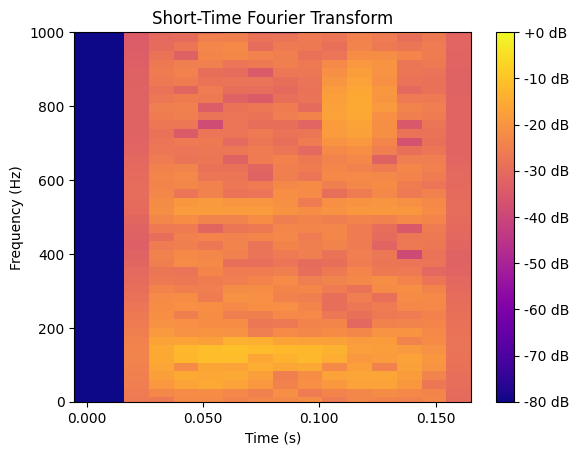 Short-Time Fourier Transform
Frequency (Hz)
1000
800
600
400
200
0
0.000
0.050
0.100
0.150
Time (s)
+0 dB
-10 dB
-20 dB
-30 dB
-40 dB
-50 dB
-60 dB
-70 dB
-80 dB